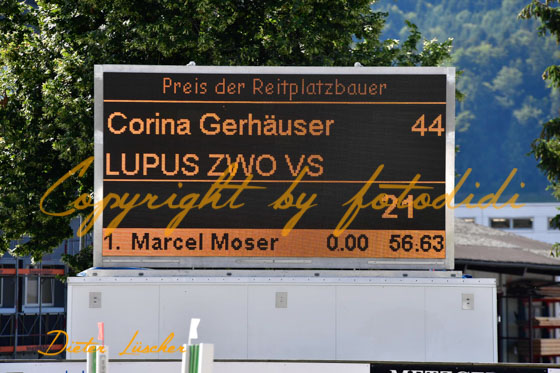 Preis der Reitplatzbauer
Corina Gerhäuser 44
LUPUS ZWO VS
Copyright by fotodidi
21
1. Marcel Moser 0.00 56.63
Dieter Lüscher